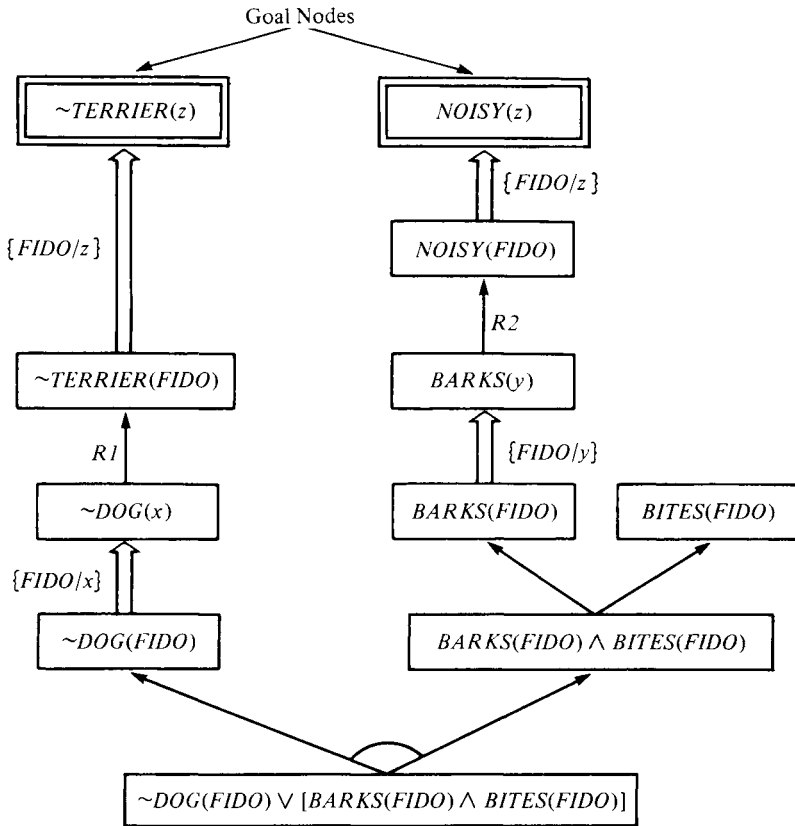 Goal Nodes
~TERRIER(z)
NOISY(z)
{FIDO/z}
NOISY(FIDO)
{FIDO/z}
R2
~TERRIER(FIDO)
BARKS(y)
R1
{FIDO/y}
~DOG(x)
BARKS(FIDO)
BITES(FIDO)
{FIDO/x}
~DOG(FIDO)
BARKS(FIDO) ∧ BITES(FIDO)
~DOG(FIDO) ∨ [BARKS(FIDO) ∧ BITES(FIDO)]